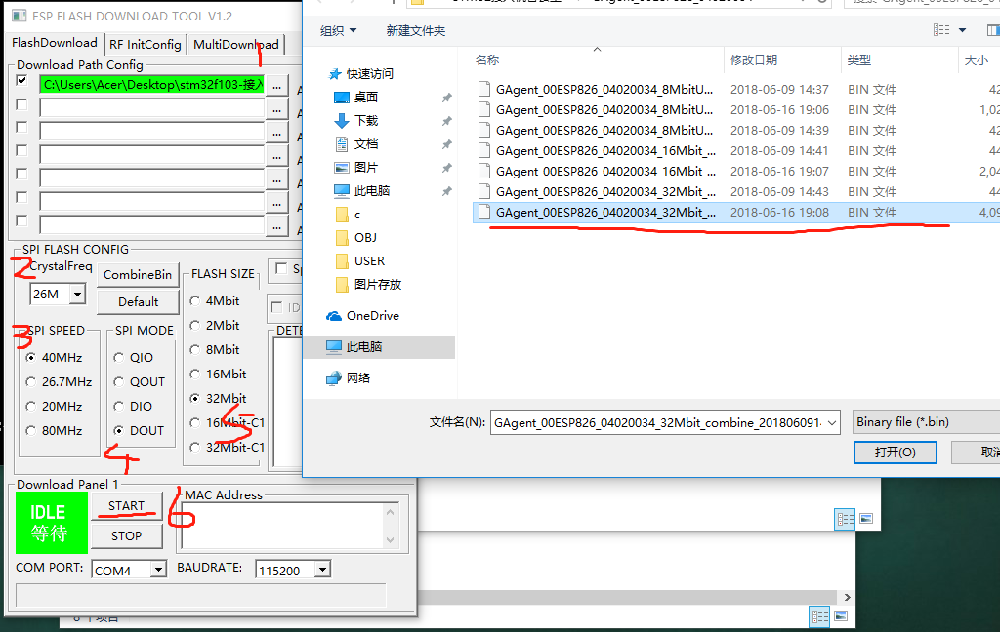 ESP FLASH DOWNLOAD TOOL V1.2
FlashDownload
RF InitConfig
MultiDownload
1
Download Path Config
C:\Users\Acer\Desktop\stm32f103-接入
...
...
...
...
...
...
...
SPI FLASH CONFIG
2
CrystalFreq
26M
CombineBin
Default
3
SPI SPEED
40MHz
26.7MHz
20MHz
80MHz
SPI MODE
QIO
QOUT
DIO
DOUT
4
FLASH SIZE
4Mbit
2Mbit
8Mbit
16Mbit
32Mbit
16Mbit-C1
32Mbit-C1
5
ID
DETE
Download Panel 1
IDLE
等待
START
STOP
6
MAC Address
COM PORT:
COM4
BAUDRATE:
115200
组织
新建文件夹
快速访问
桌面
下载
文档
图片
此电脑
c
OBJ
USER
图片存放
OneDrive
此电脑
网络
名称 修改日期 类型 大小
GAgent_00ESP826_04020034_8MbitU... 2018-06-09 14:37 BIN 文件
GAgent_00ESP826_04020034_8MbitU... 2018-06-16 19:06 BIN 文件 1,02
GAgent_00ESP826_04020034_8MbitU... 2018-06-09 14:39 BIN 文件 42
GAgent_00ESP826_04020034_16Mbit_... 2018-06-09 14:41 BIN 文件 44
GAgent_00ESP826_04020034_16Mbit_... 2018-06-16 19:07 BIN 文件 2,04
GAgent_00ESP826_04020034_32Mbit_... 2018-06-09 14:43 BIN 文件 44
GAgent_00ESP826_04020034_32Mbit_... 2018-06-16 19:08 BIN 文件 4,09
文件名(N):
GAgent_00ESP826_04020034_32Mbit_combine_201806091
Binary file (*.bin)
打开(O)
取消